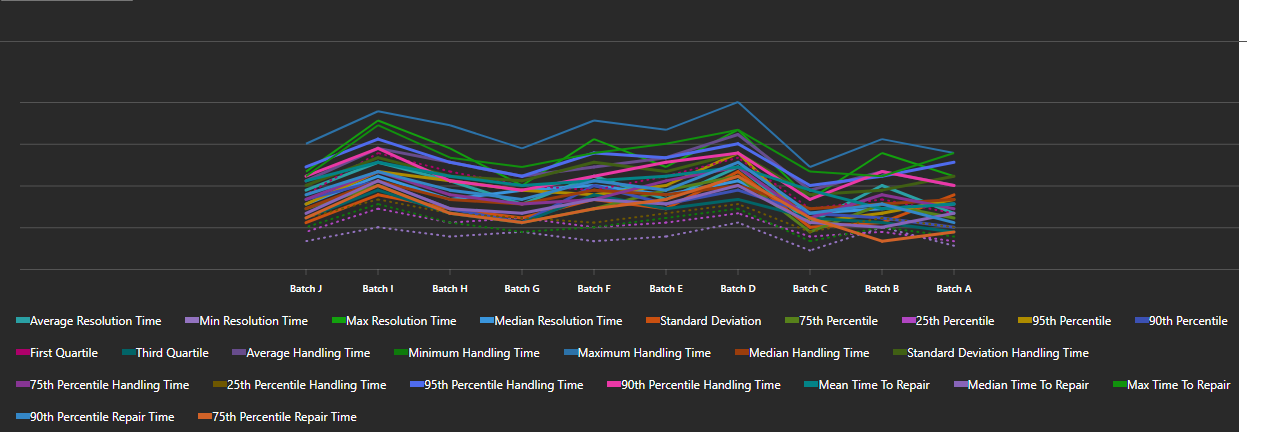 Batch J Batch I Batch H Batch G Batch F Batch E Batch D Batch C Batch B Batch A
Average Resolution Time Min Resolution Time Max Resolution Time Median Resolution Time Standard Deviation 75th Percentile 25th Percentile 95th Percentile 90th Percentile
First Quartile Third Quartile Average Handling Time Minimum Handling Time Maximum Handling Time Median Handling Time Standard Deviation Handling Time
75th Percentile Handling Time 25th Percentile Handling Time 95th Percentile Handling Time 90th Percentile Handling Time Mean Time To Repair Median Time To Repair Max Time To Repair
90th Percentile Repair Time 75th Percentile Repair Time